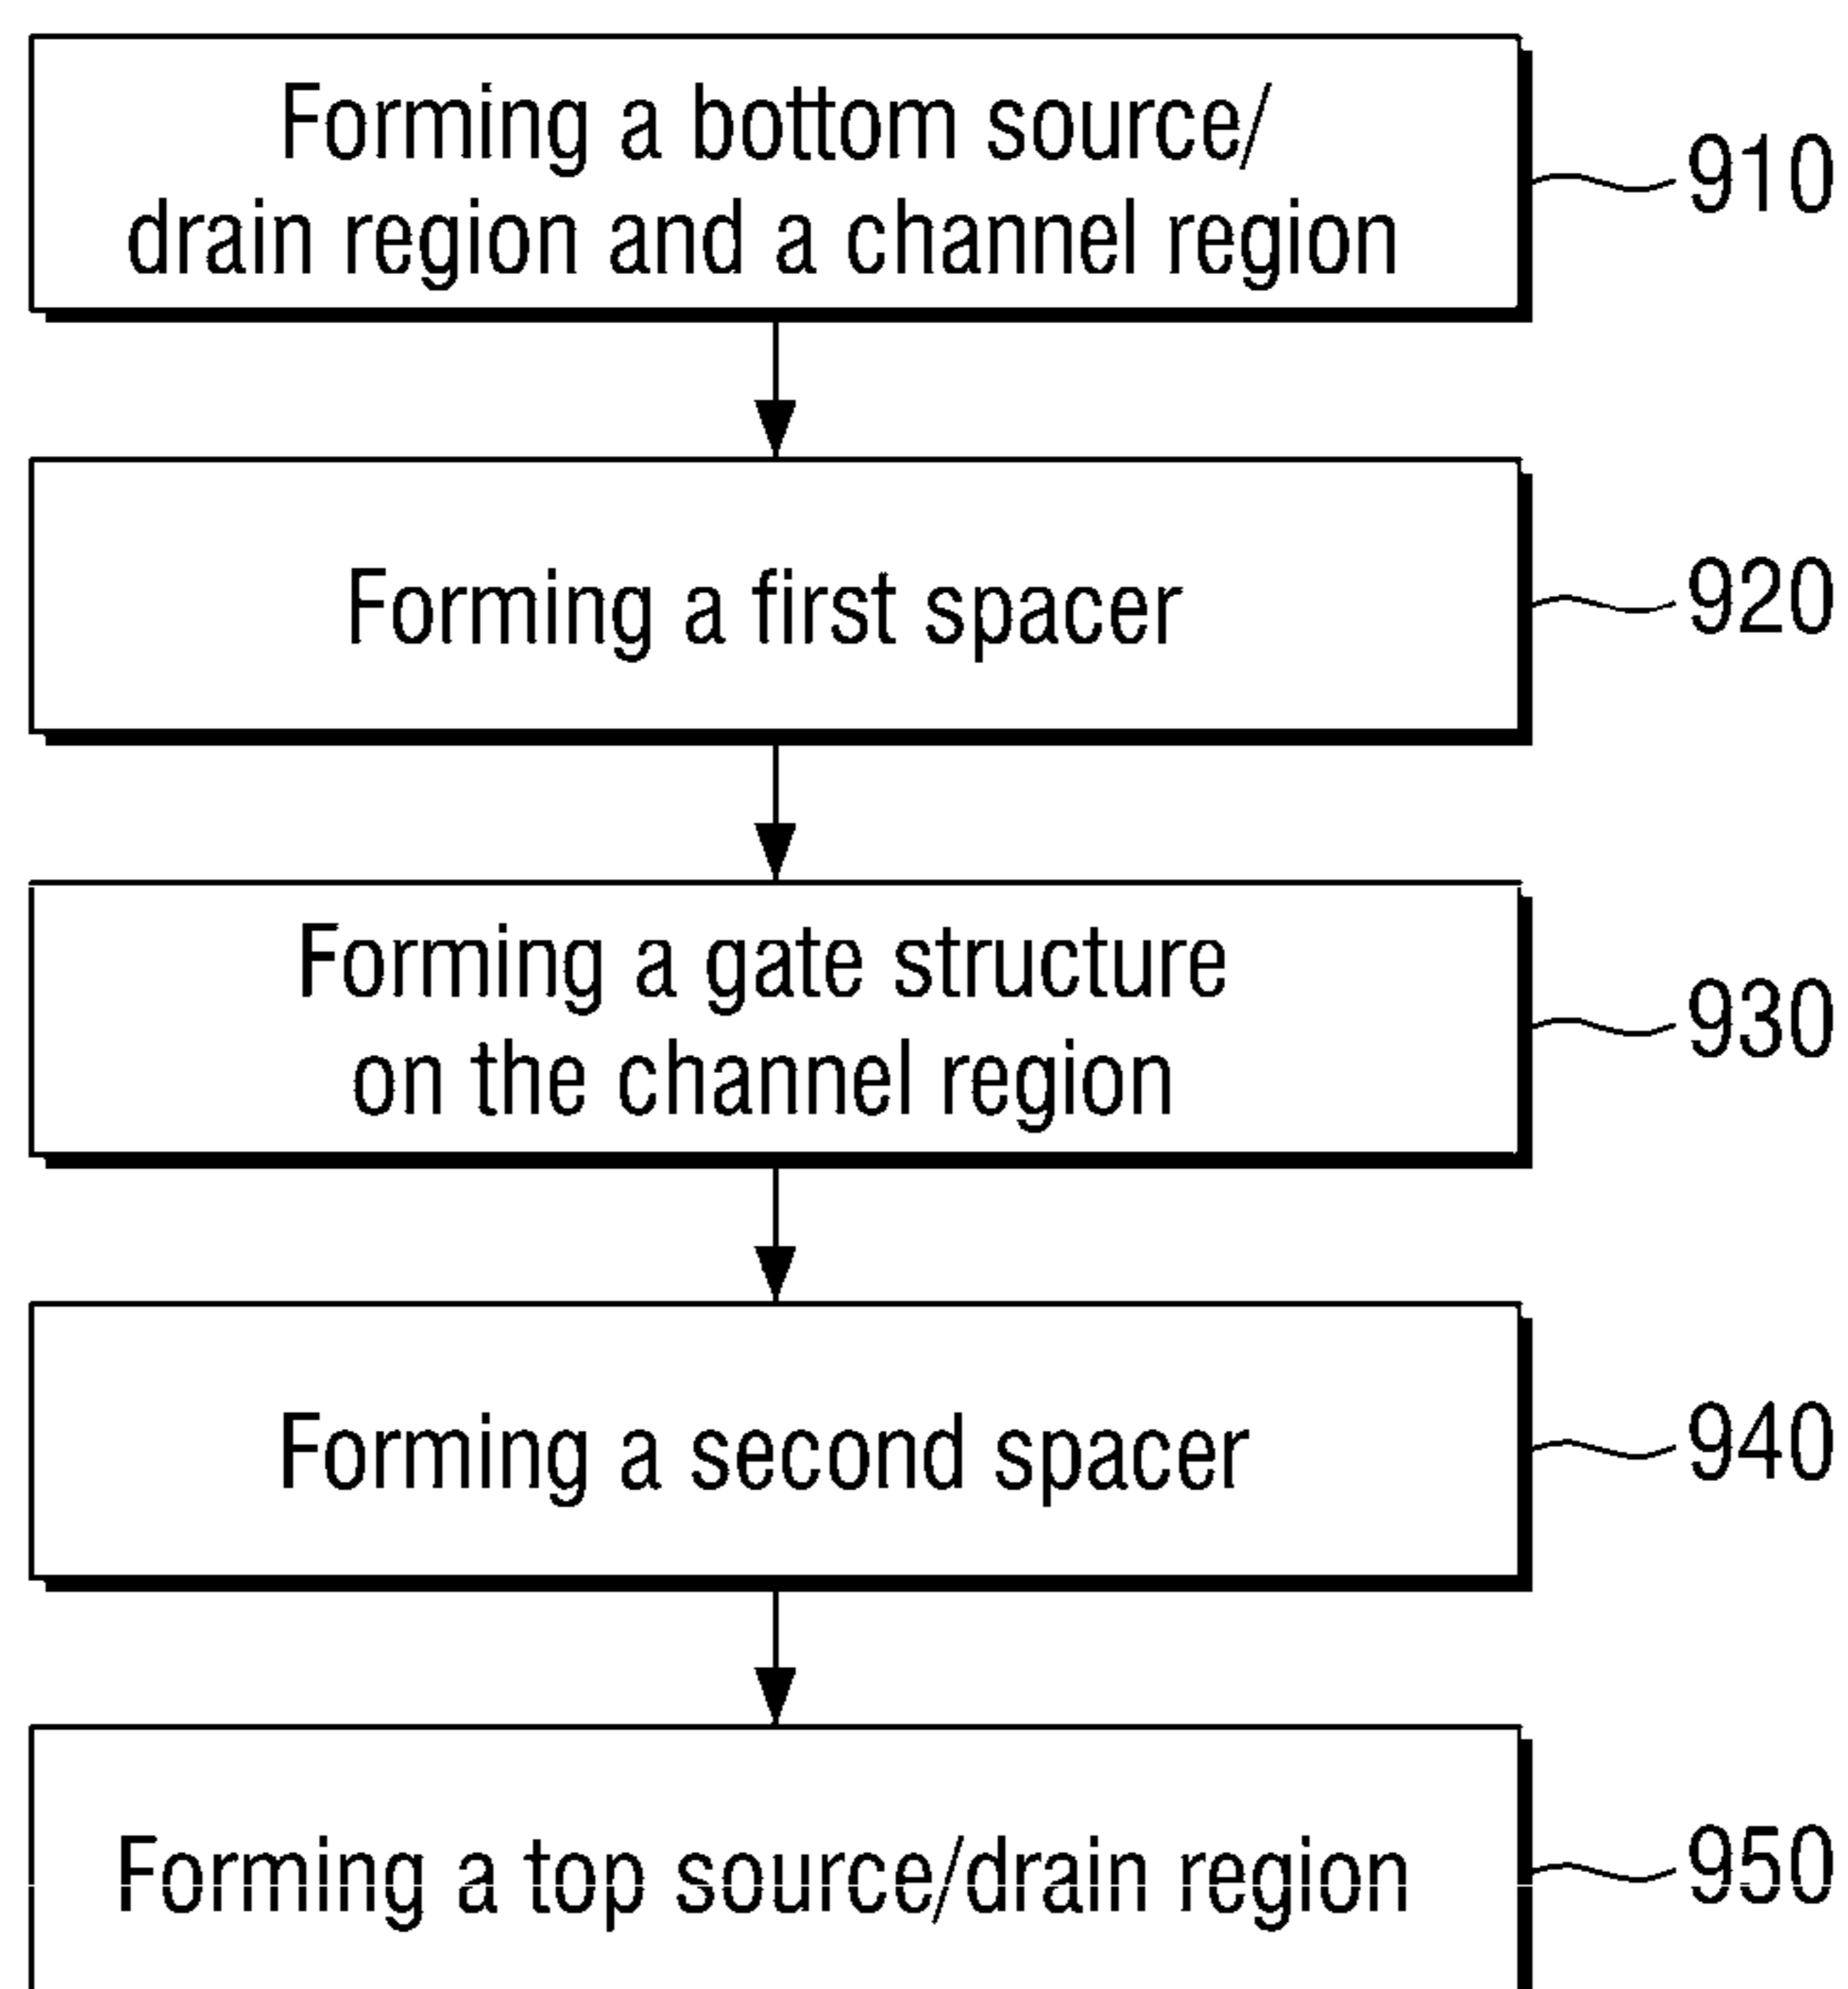 Forming a bottom source/
drain region and a channel region
910
Forming a first spacer
920
Forming a gate structure
on the channel region
930
Forming a second spacer
940
Forming a top source/drain region
950